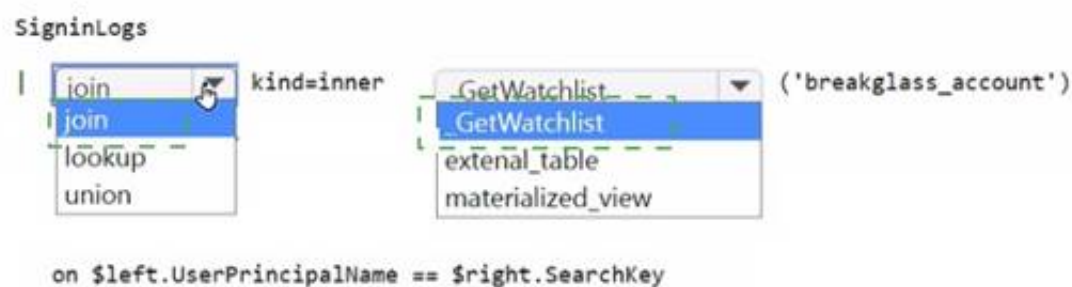 SigninLogs
| join kind=inner _GetWatchlist ('breakglass_account')
join _GetWatchlist
lookup extenal_table
union materialized_view
on $left.UserPrincipalName == $right.SearchKey